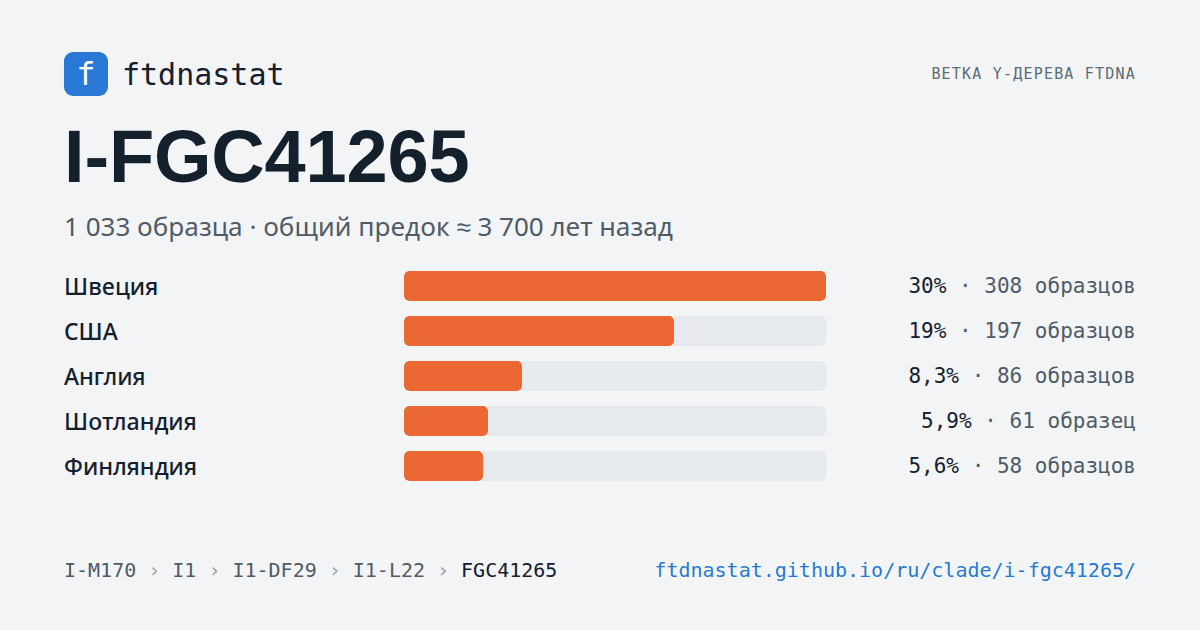 f ftdnastat
ВЕТКА Y-ДЕРЕВА FTDNA
I-FGC41265
1 033 образца · общий предок ≈ 3 700 лет назад
Швеция 30% · 308 образцов
США 19% · 197 образцов
Англия 8,3% · 86 образцов
Шотландия 5,9% · 61 образец
Финляндия 5,6% · 58 образцов
I-M170 › I1 › I1-DF29 › I1-L22 › FGC41265
ftdnastat.github.io/ru/clade/i-fgc41265/